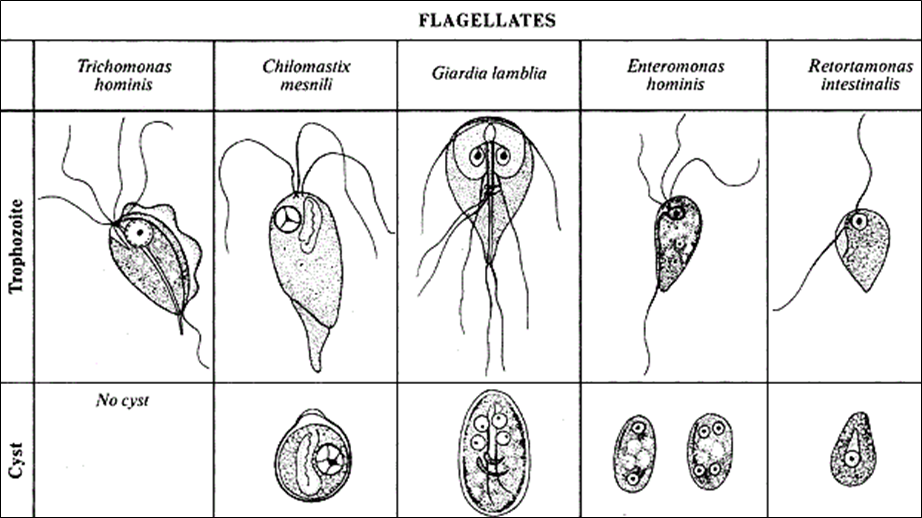 FLAGELLATES
Trichomonas
hominis
Chilomastix
mesnili
Giardia lamblia
Enteromonas
hominis
Retortamonas
intestinalis
Trophozoite
Cyst
No cyst